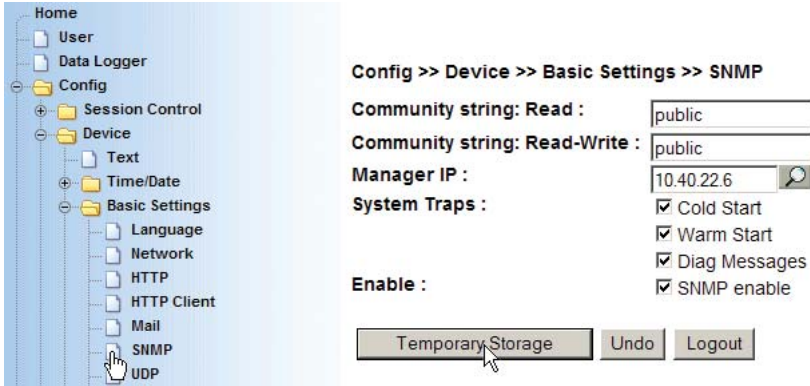 Home
User
Data Logger
Config
Session Control
Device
Text
Time/Date
Basic Settings
Language
Network
HTTP
HTTP Client
Mail
SNMP
UDP
Config >> Device >> Basic Settings >> SNMP
Community string: Read : public
Community string: Read-Write : public
Manager IP : 10.40.22.6
System Traps : Cold Start
Warm Start
Diag Messages
Enable : SNMP enable
Temporary Storage Undo Logout